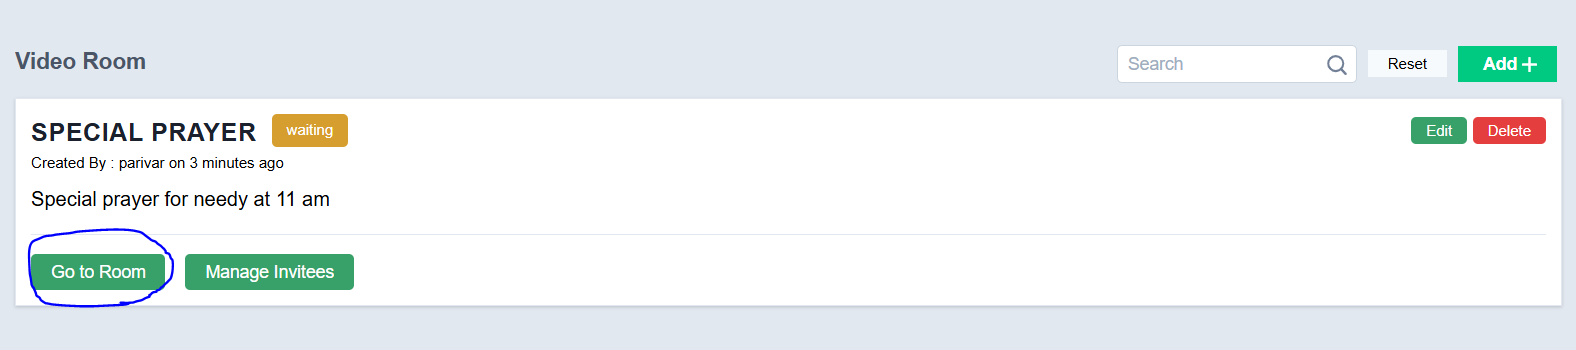 Video Room
Search
Reset
Add +
SPECIAL PRAYER
waiting
Edit
Delete
Created By : parivar on 3 minutes ago
Special prayer for needy at 11 am
Go to Room
Manage Invitees